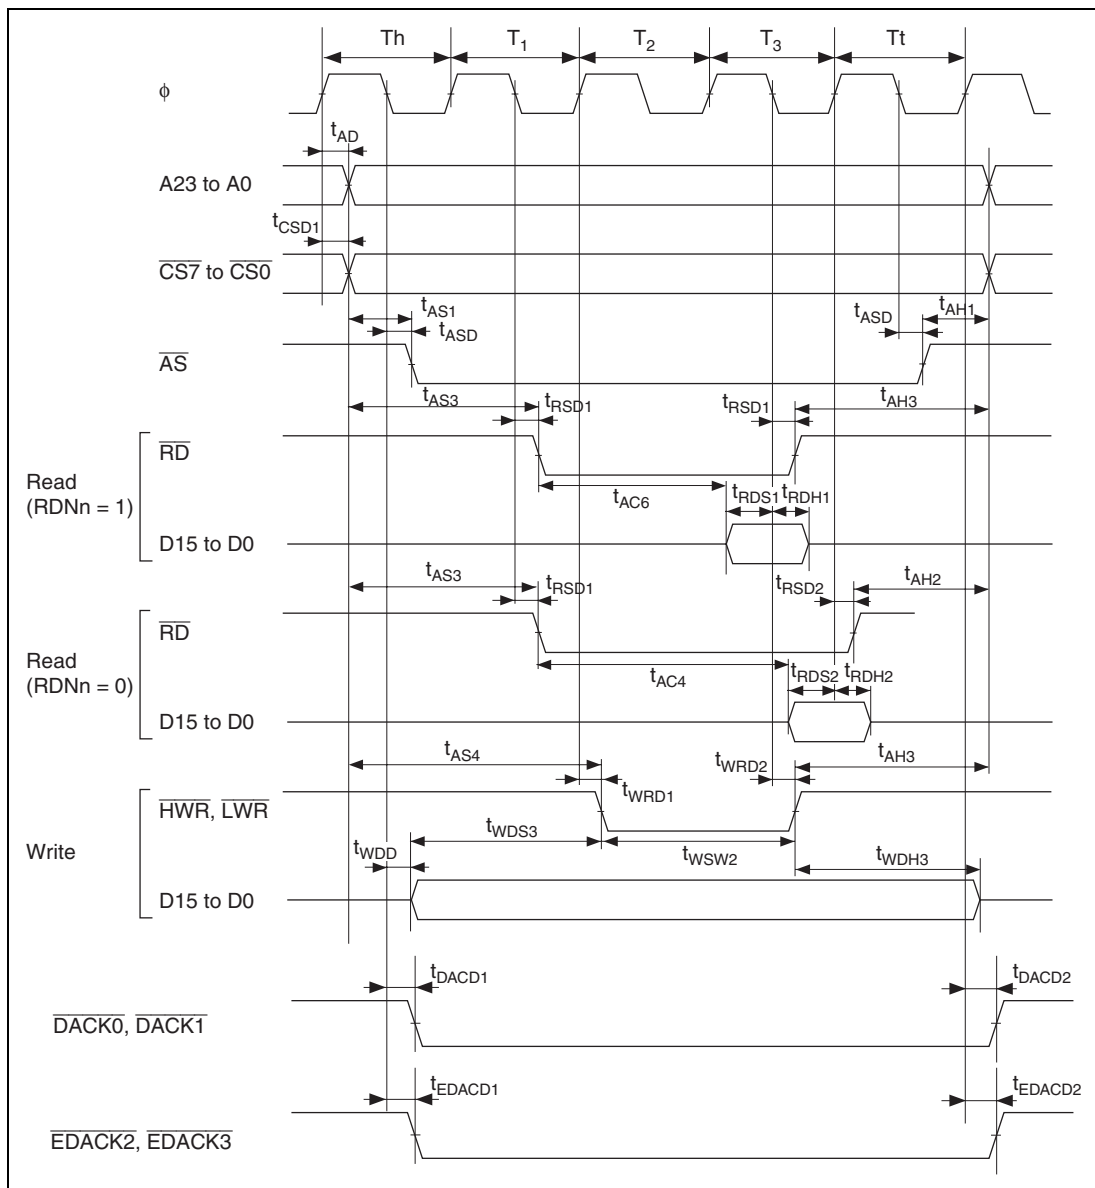 Th T1 T2 T3 Tt
ϕ
tAD
A23 to A0
tCSD1
CS7 to CS0
tAS1 tASD tAH1
tASD
AS
tAS3 tRSD1 tRSD1 tAH3
RD
Read
(RDNn = 1)
tAC6 tRDS1 tRDH1
D15 to D0
tAS3 tRSD1 tRSD2 tAH2
RD
Read
(RDNn = 0)
tAC4 tRDS2 tRDH2
D15 to D0
tAS4 tWRD2 tAH3
tWRD1
HWR, LWR
Write
tWDD tWDS3 tWSW2 tWDH3
D15 to D0
tDACD1 tDACD2
DACK0, DACK1
tEDACD1 tEDACD2
EDACK2, EDACK3